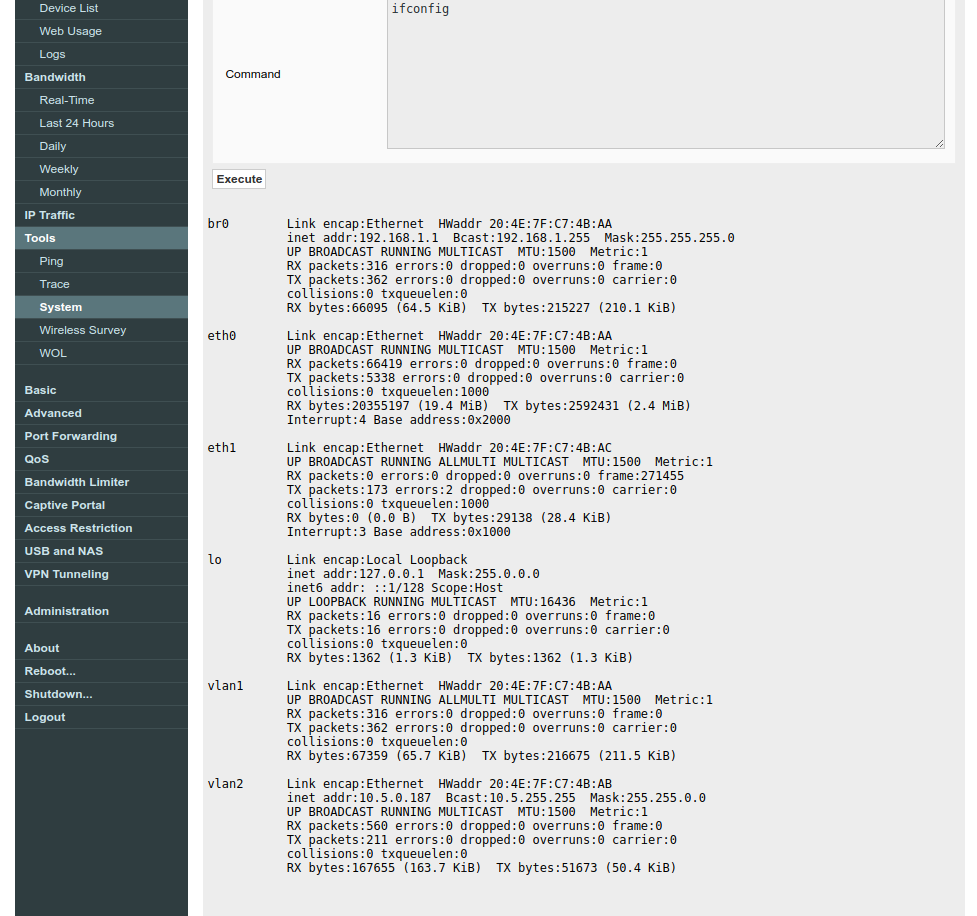 Device List
Web Usage
Logs
Bandwidth
Real-Time
Last 24 Hours
Daily
Weekly
Monthly
IP Traffic
Tools
Ping
Trace
System
Wireless Survey
WOL
Basic
Advanced
Port Forwarding
QoS
Bandwidth Limiter
Captive Portal
Access Restriction
USB and NAS
VPN Tunneling
Administration
About
Reboot...
Shutdown...
Logout
Command
ifconfig
Execute
br0 Link encap:Ethernet HWaddr 20:4E:7F:C7:4B:AA
inet addr:192.168.1.1 Bcast:192.168.1.255 Mask:255.255.255.0
UP BROADCAST RUNNING MULTICAST MTU:1500 Metric:1
RX packets:316 errors:0 dropped:0 overruns:0 frame:0
TX packets:362 errors:0 dropped:0 overruns:0 carrier:0
collisions:0 txqueuelen:0
RX bytes:66095 (64.5 KiB) TX bytes:215227 (210.1 KiB)
eth0 Link encap:Ethernet HWaddr 20:4E:7F:C7:4B:AA
UP BROADCAST RUNNING MULTICAST MTU:1500 Metric:1
RX packets:66419 errors:0 dropped:0 overruns:0 frame:0
TX packets:5338 errors:0 dropped:0 overruns:0 carrier:0
collisions:0 txqueuelen:1000
RX bytes:20355197 (19.4 MiB) TX bytes:2592431 (2.4 MiB)
Interrupt:4 Base address:0x2000
eth1 Link encap:Ethernet HWaddr 20:4E:7F:C7:4B:AC
UP BROADCAST RUNNING ALLMULTI MULTICAST MTU:1500 Metric:1
RX packets:0 errors:0 dropped:0 overruns:0 frame:271455
TX packets:173 errors:2 dropped:0 overruns:0 carrier:0
collisions:0 txqueuelen:1000
RX bytes:0 (0.0 B) TX bytes:29138 (28.4 KiB)
Interrupt:3 Base address:0x1000
lo Link encap:Local Loopback
inet addr:127.0.0.1 Mask:255.0.0.0
inet6 addr: ::1/128 Scope:Host
UP LOOPBACK RUNNING MULTICAST MTU:16436 Metric:1
RX packets:16 errors:0 dropped:0 overruns:0 frame:0
TX packets:16 errors:0 dropped:0 overruns:0 carrier:0
collisions:0 txqueuelen:0
RX bytes:1362 (1.3 KiB) TX bytes:1362 (1.3 KiB)
vlan1 Link encap:Ethernet HWaddr 20:4E:7F:C7:4B:AA
UP BROADCAST RUNNING ALLMULTI MULTICAST MTU:1500 Metric:1
RX packets:316 errors:0 dropped:0 overruns:0 frame:0
TX packets:362 errors:0 dropped:0 overruns:0 carrier:0
collisions:0 txqueuelen:0
RX bytes:67359 (65.7 KiB) TX bytes:216675 (211.5 KiB)
vlan2 Link encap:Ethernet HWaddr 20:4E:7F:C7:4B:AB
inet addr:10.5.0.187 Bcast:10.5.255.255 Mask:255.255.0.0
UP BROADCAST RUNNING MULTICAST MTU:1500 Metric:1
RX packets:560 errors:0 dropped:0 overruns:0 frame:0
TX packets:211 errors:0 dropped:0 overruns:0 carrier:0
collisions:0 txqueuelen:0
RX bytes:167655 (163.7 KiB) TX bytes:51673 (50.4 KiB)